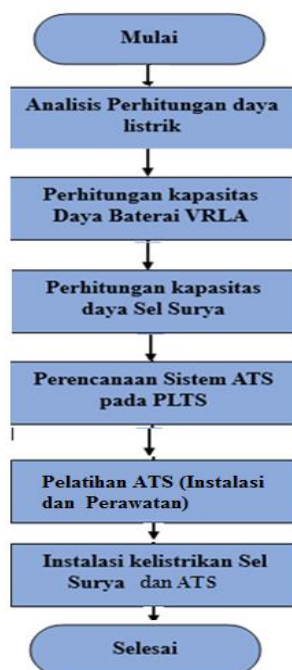 Mulai
Analisis Perhitungan daya
listrik
Perhitungan kapasitas
Daya Baterai VRLA
Perhitungan kapasitas
daya Sel Surya
Perencanaan Sistem ATS
pada PLTS
Pelatihan ATS (Instalasi
dan Perawatan)
Instalasi kelistrikan Sel
Surya dan ATS
Selesai